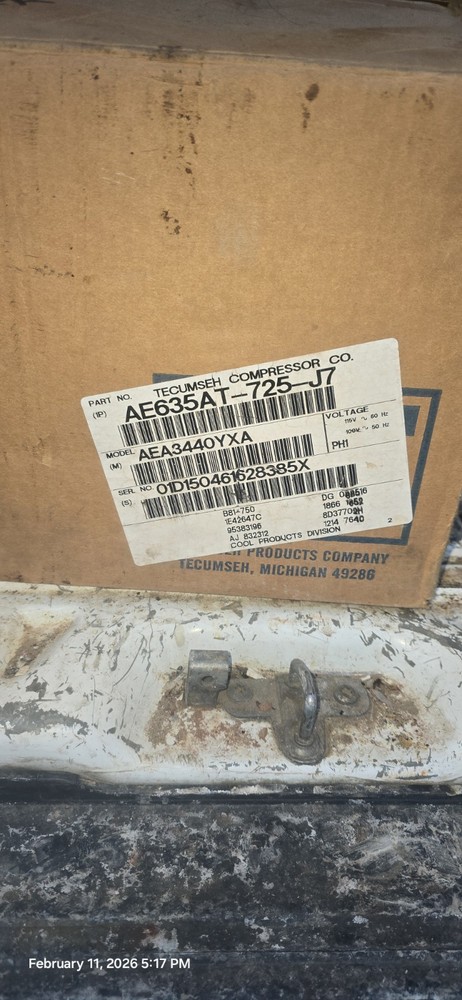 TECUMSEH COMPRESSOR CO.
PART NO. AE635AT-725-J7
(IP)
VOLTAGE
115V ~ 60 Hz
100V ~ 50 Hz
MODEL AEA3440YXA
(M)
PH1
SER. NO. 01D150461628385X
(S)
B81-750
1E42647C
95383196
AJ 832312
COOL PRODUCTS DIVISION
DG
1866
8D37702H
1214 7640
2
PRODUCTS COMPANY
TECUMSEH, MICHIGAN 49286
February 11, 2026 5:17 PM